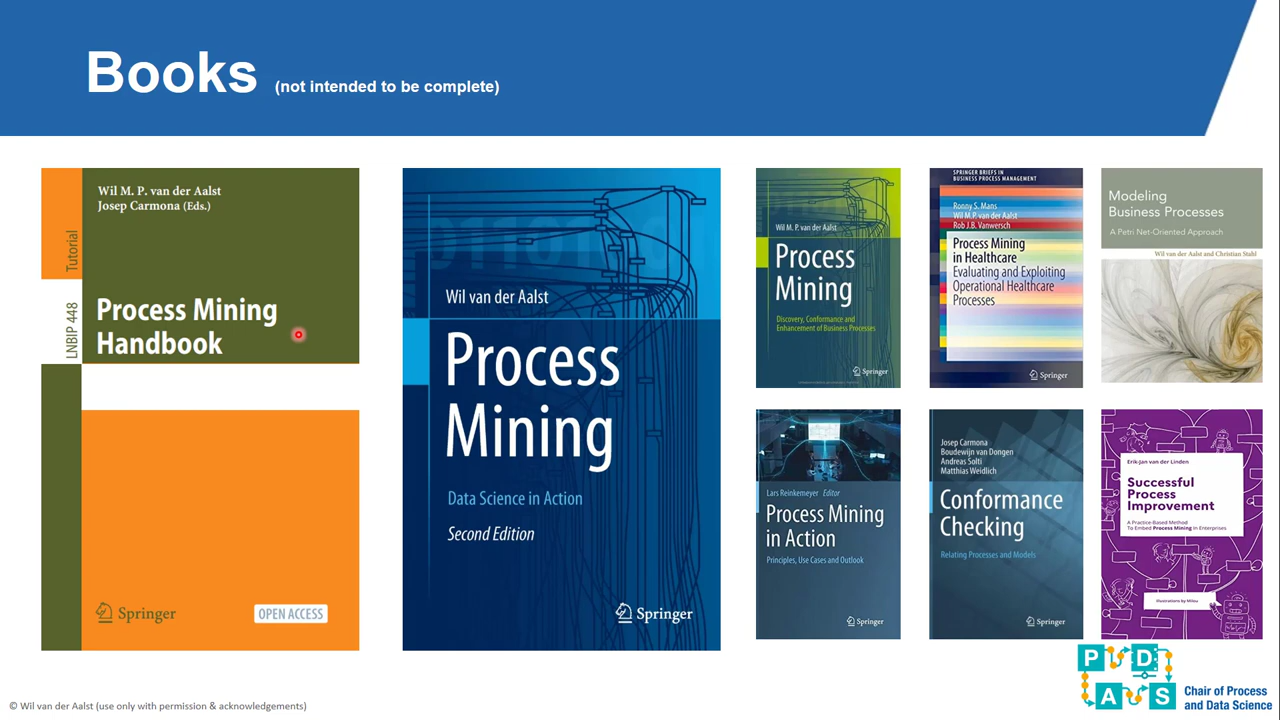 Books (not intended to be complete)
Wil M. P. van der Aalst
Josep Carmona (Eds.)
Tutorial
LNBIP 448
Process Mining
Handbook
Springer
OPEN ACCESS
Wil van der Aalst
Process
Mining
Data Science in Action
Second Edition
Springer
Wil M. P. van der Aalst
Process
Mining
Discovery, Conformance and
Enhancement of Business Processes
Springer
SPRINGER BRIEFS IN
BUSINESS PROCESS MANAGEMENT
Ronny S. Mans
Wil M.P. van der Aalst
Rob J.B. Vanwersch
Process Mining
in Healthcare
Evaluating and Exploiting
Operational Healthcare
Processes
Springer
Modeling
Business Processes
A Petri Net-Oriented Approach
Wil van der Aalst and Christian Stahl
Lars Reinkemeyer Editor
Process Mining
in Action
Principles, Use Cases and Outlook
Springer
Josep Carmona
Boudewijn van Dongen
Andreas Solti
Matthias Weidlich
Conformance
Checking
Relating Processes and Models
Springer
Erik-Jan van der Linden
Successful
Process
Improvement
A Practice-Based Method
To Embed Process Mining In Enterprises
Illustrations by Milou
P D
A S
Chair of Process
and Data Science
© Wil van der Aalst (use only with permission & acknowledgements)